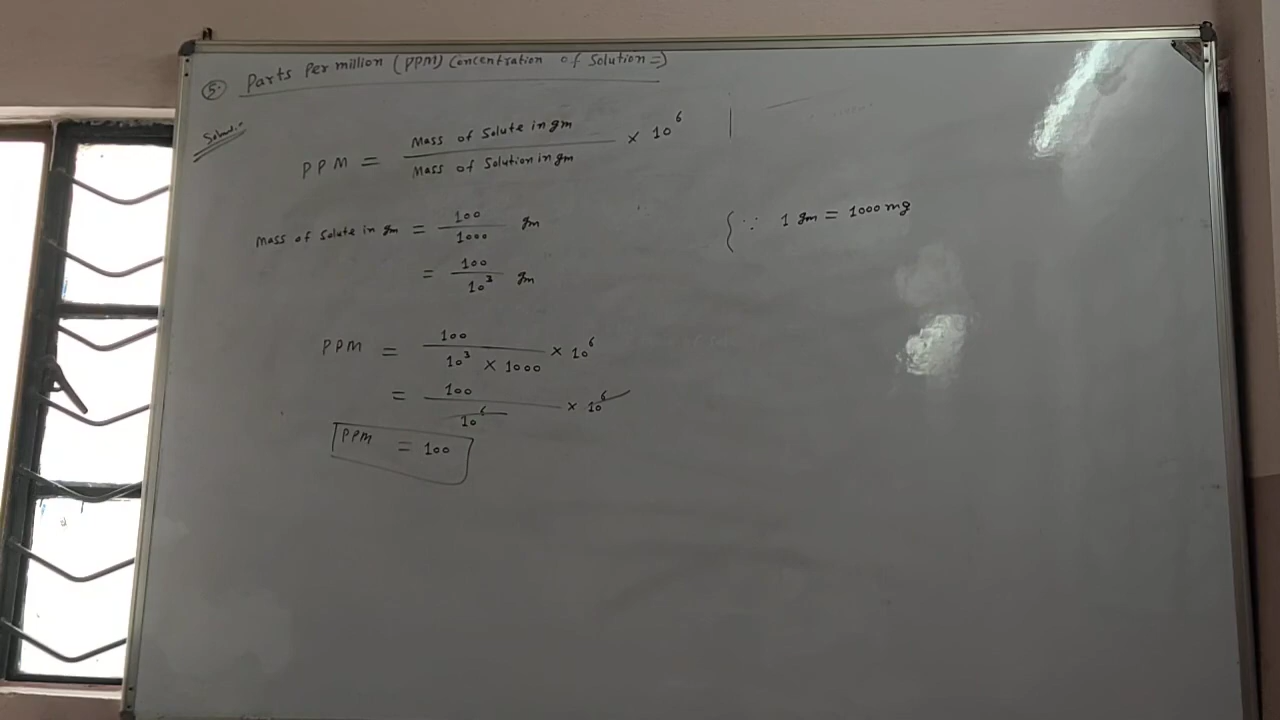 5. Parts Per million (PPM) Concentration of Solution =)
Solun:-
PPM = Mass of Solute in gm / Mass of Solution in gm × 10^6
Mass of Solute in gm = 100 / 1000 gm
{ ∵ 1 gm = 1000 mg
= 100 / 10^3 gm
PPM = 100 / 10^3 × 1000 × 10^6
= 100 / 10^6 × 10^6
PPM = 100